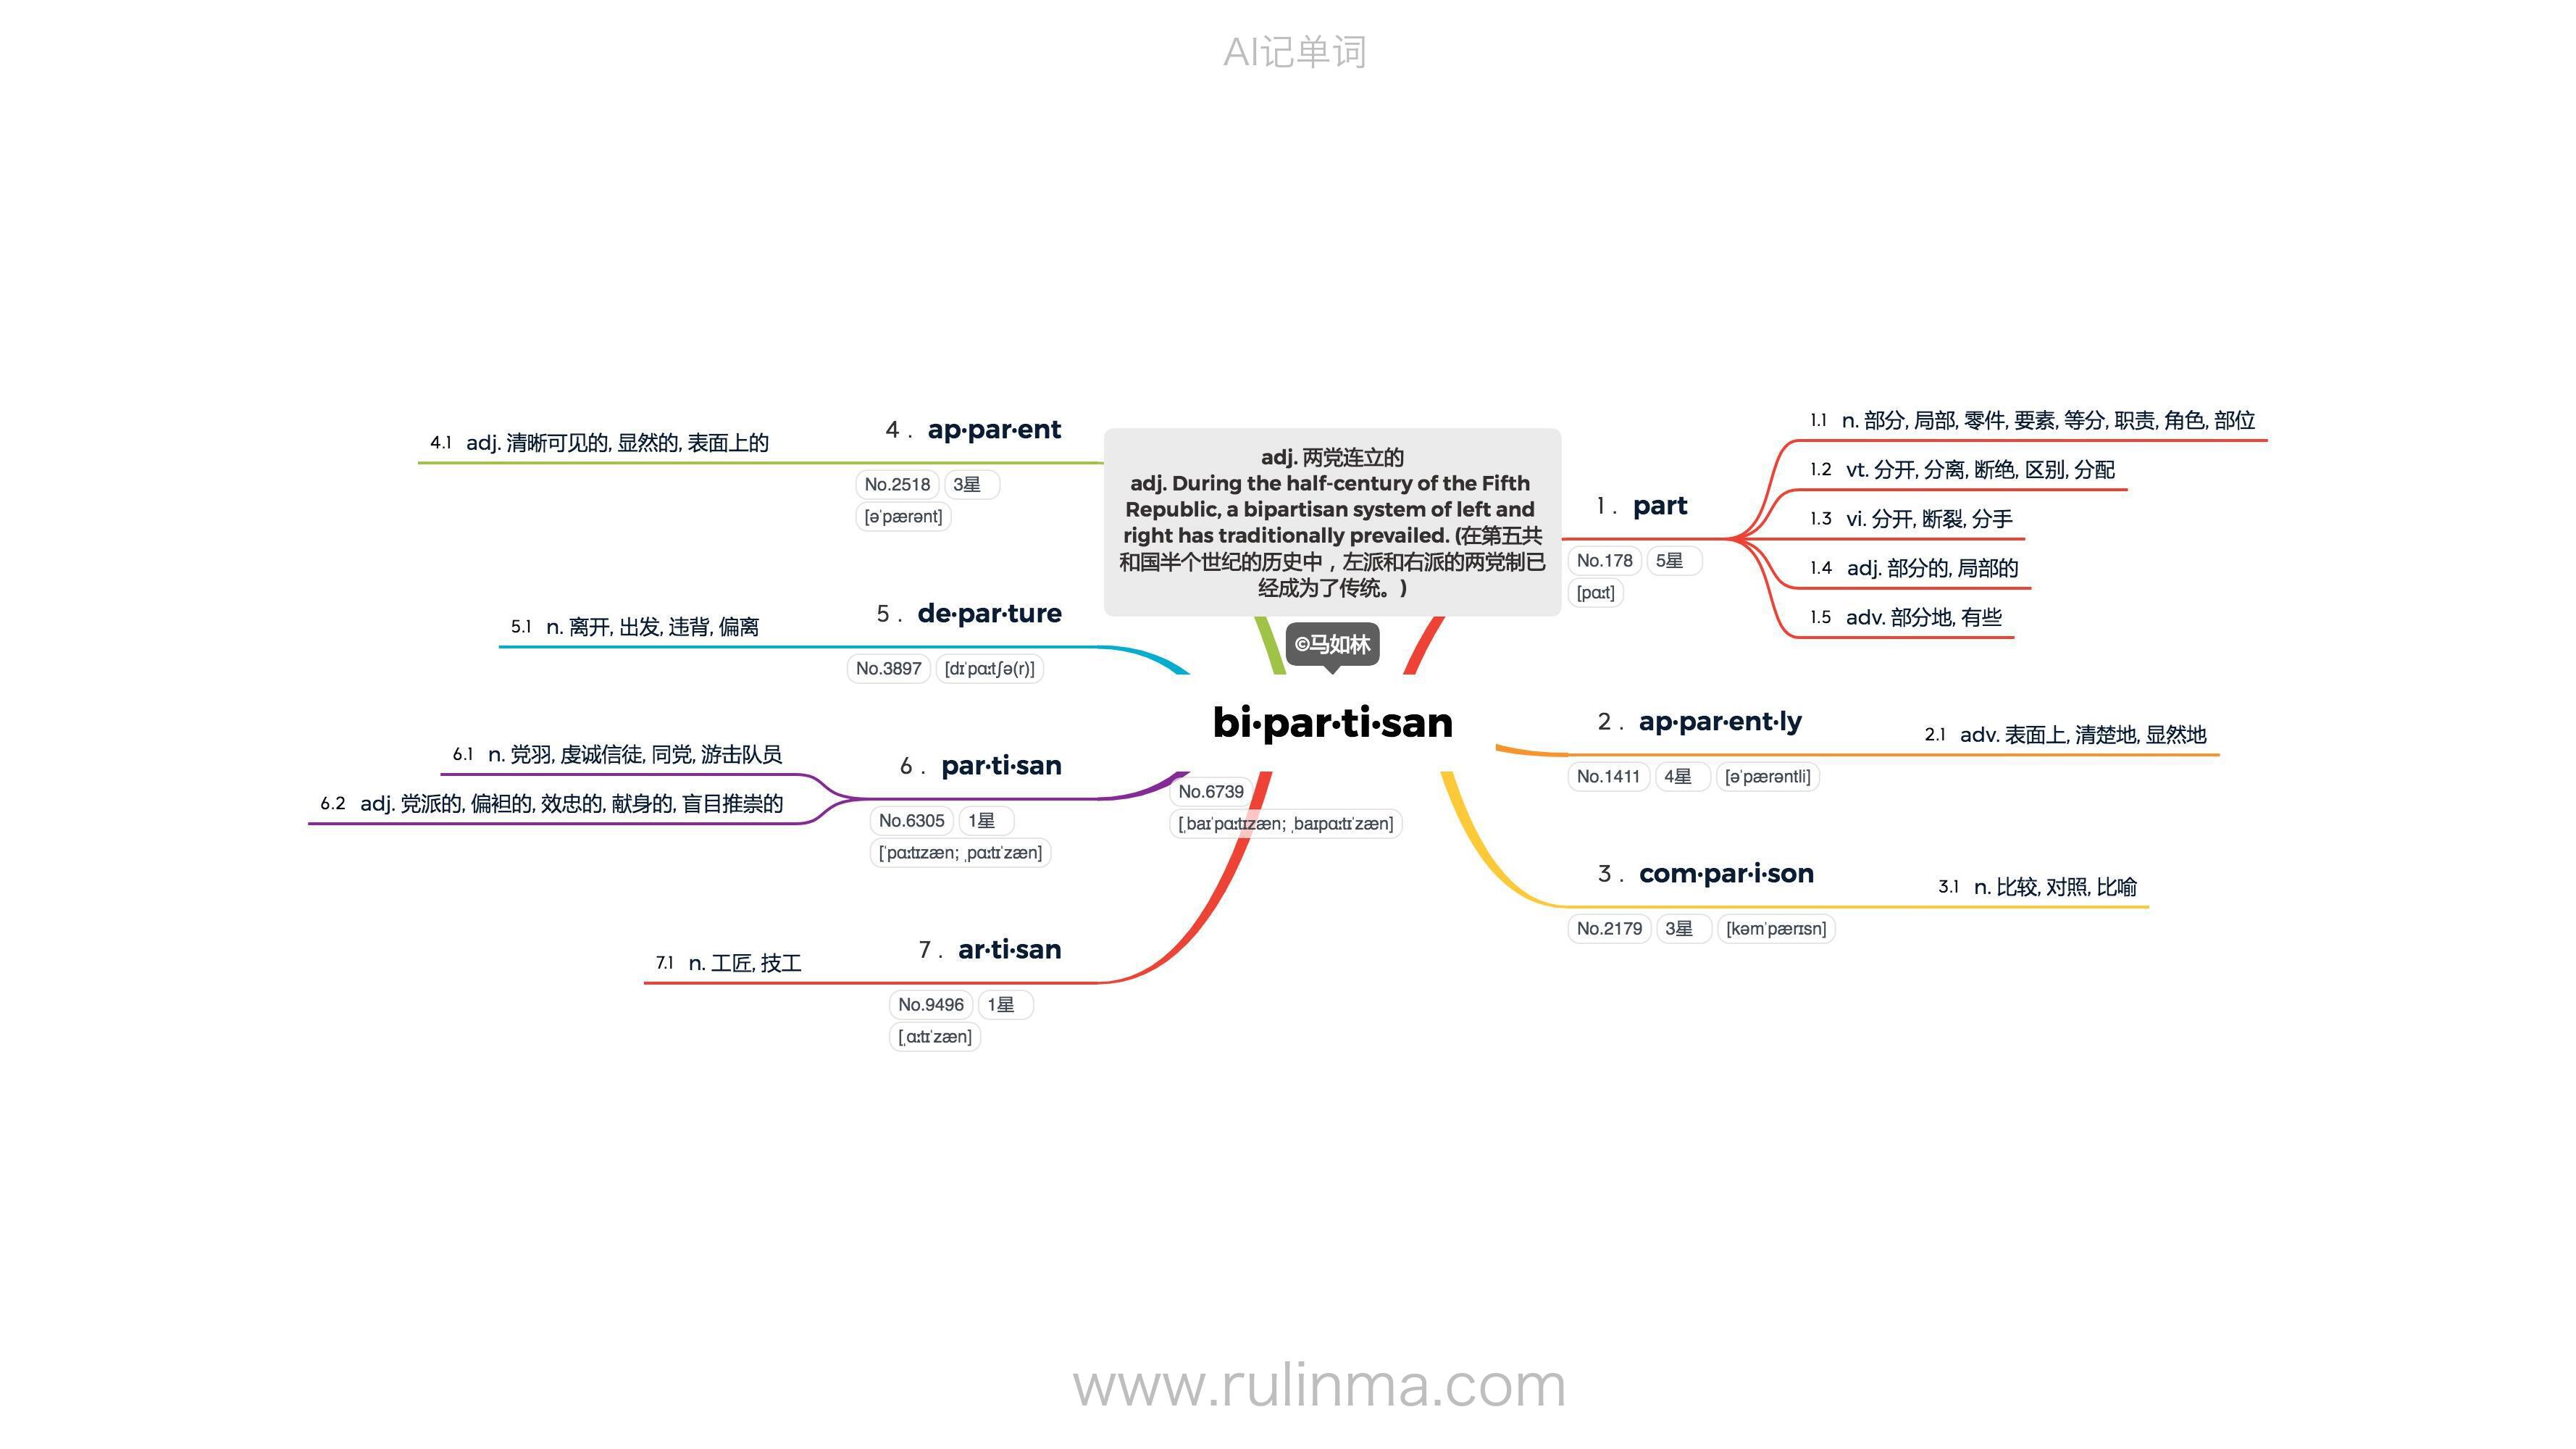 AI记单词
adj. 两党连立的
adj. During the half-century of the Fifth
Republic, a bipartisan system of left and
right has traditionally prevailed. (在第五共
和国半个世纪的历史中，左派和右派的两党制已
经成为了传统。)
©马如林
bi·par·ti·san
No.6739
[ˌbaɪˈpɑːtɪzæn; ˌbaɪpɑːtɪˈzæn]
1 . part
No.178 5星
[pɑːt]
1.1 n. 部分, 局部, 零件, 要素, 等分, 职责, 角色, 部位
1.2 vt. 分开, 分离, 断绝, 区别, 分配
1.3 vi. 分开, 断裂, 分手
1.4 adj. 部分的, 局部的
1.5 adv. 部分地, 有些
2 . ap·par·ent·ly
No.1411 4星 [əˈpærəntli]
2.1 adv. 表面上, 清楚地, 显然地
3 . com·par·i·son
No.2179 3星 [kəmˈpærɪsn]
3.1 n. 比较, 对照, 比喻
4 . ap·par·ent
No.2518 3星
[əˈpærənt]
4.1 adj. 清晰可见的, 显然的, 表面上的
5 . de·par·ture
No.3897 [dɪˈpɑːtʃə(r)]
5.1 n. 离开, 出发, 违背, 偏离
6 . par·ti·san
No.6305 1星
[ˈpɑːtɪzæn; ˌpɑːtɪˈzæn]
6.1 n. 党羽, 虔诚信徒, 同党, 游击队员
6.2 adj. 党派的, 偏袒的, 效忠的, 献身的, 盲目推崇的
7 . ar·ti·san
No.9496 1星
[ˌɑːtɪˈzæn]
7.1 n. 工匠, 技工
www.rulinma.com